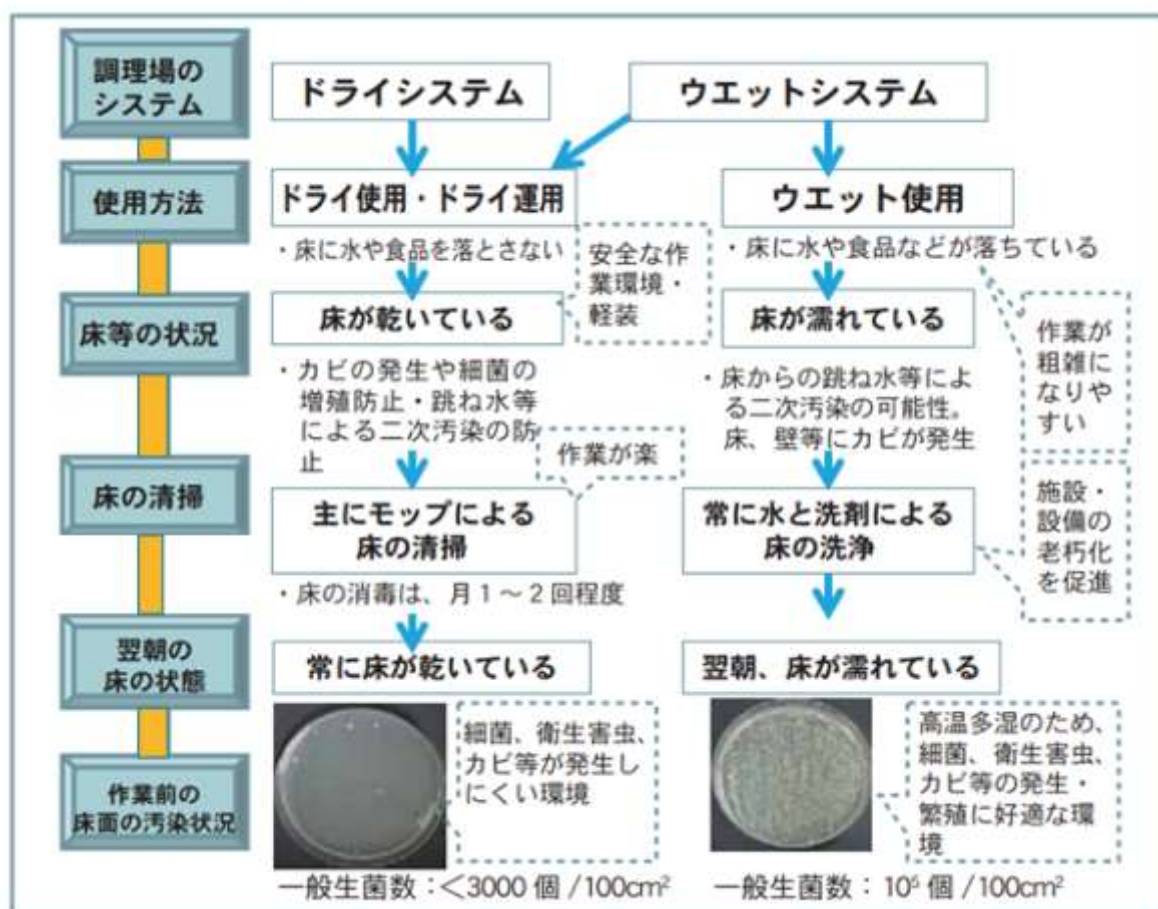 調理場の
システム
ドライシステム
ウエットシステム
使用方法
ドライ使用・ドライ運用
ウエット使用
・床に水や食品を落とさない
・床に水や食品などが落ちている
安全な作
業環境・
軽装
床等の状況
床が乾いている
床が濡れている
作業が
粗雑に
なりや
すい
・カビの発生や細菌の
増殖防止・跳ね水等
による二次汚染の防
止
・床からの跳ね水等によ
る二次汚染の可能性。
床、壁等にカビが発生
作業が楽
床の清掃
主にモップによる
床の清掃
常に水と洗剤による
床の洗浄
施設・
設備の
老朽化
を促進
・床の消毒は、月1～2回程度
翌朝の
床の状態
常に床が乾いている
翌朝、床が濡れている
作業前の
床面の汚染状況
細菌、衛生害虫、
カビ等が発生し
にくい環境
高温多湿のため、
細菌、衛生害虫、
カビ等の発生・
繁殖に好適な環
境
一般生菌数：＜3000個/100cm²
一般生菌数：10⁶個/100cm²